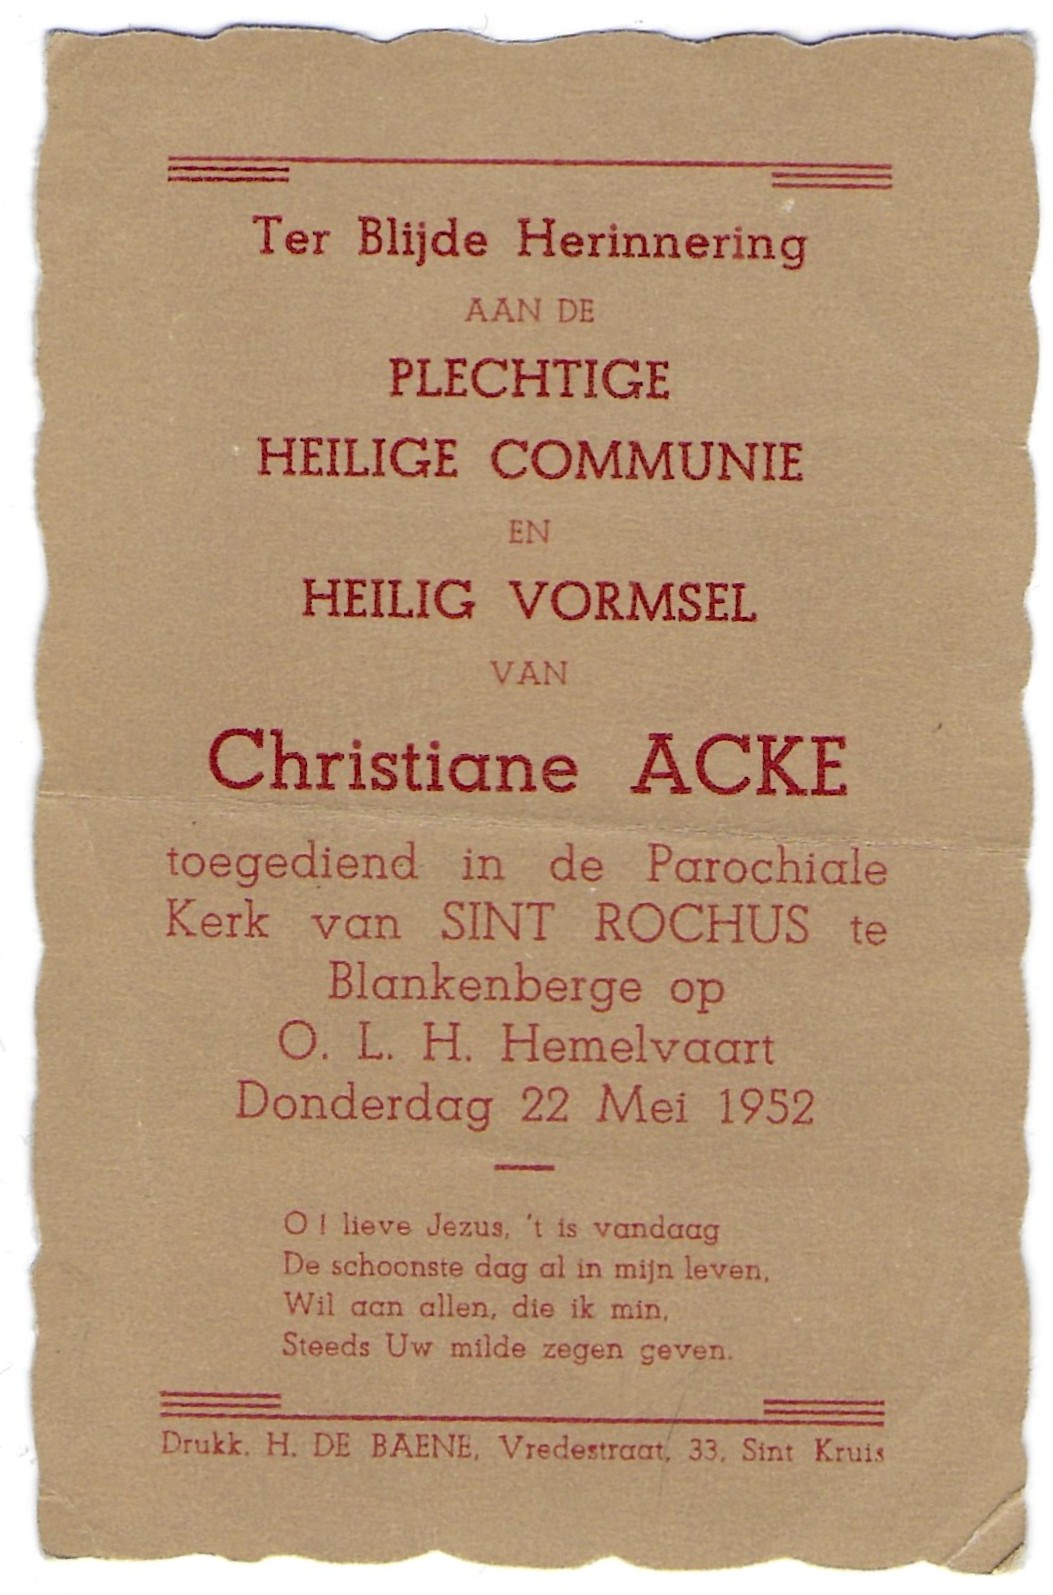 Ter Blijde Herinnering
AAN DE
PLECHTIGE
HEILIGE COMMUNIE
EN
HEILIG VORMSEL
VAN
Christiane ACKE
toegediend in de Parochiale
Kerk van SINT ROCHUS te
Blankenberge op
O. L. H. Hemelvaart
Donderdag 22 Mei 1952
O ! lieve Jezus, 't is vandaag
De schoonste dag al in mijn leven,
Wil aan allen, die ik min,
Steeds Uw milde zegen geven.
Drukk. H. DE BAENE, Vredestraat, 33, Sint Kruis